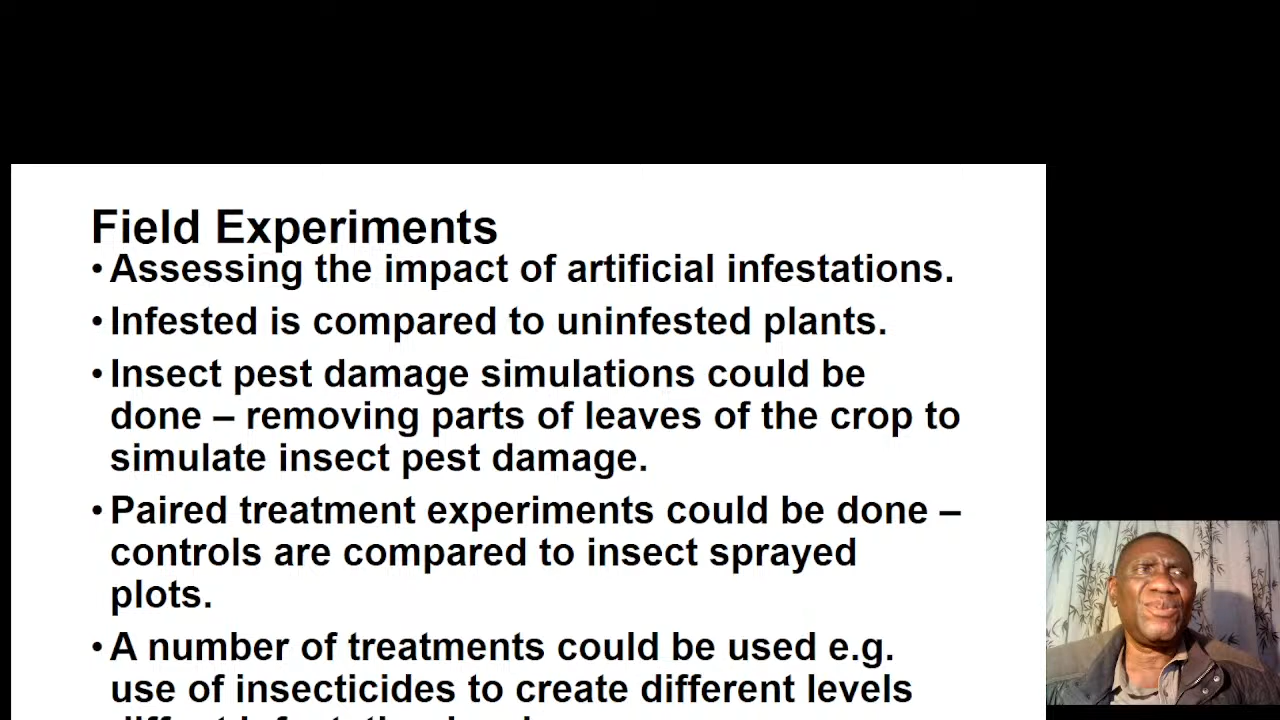 Field Experiments
• Assessing the impact of artificial infestations.
• Infested is compared to uninfested plants.
• Insect pest damage simulations could be
done – removing parts of leaves of the crop to
simulate insect pest damage.
• Paired treatment experiments could be done –
controls are compared to insect sprayed
plots.
• A number of treatments could be used e.g.
use of insecticides to create different levels